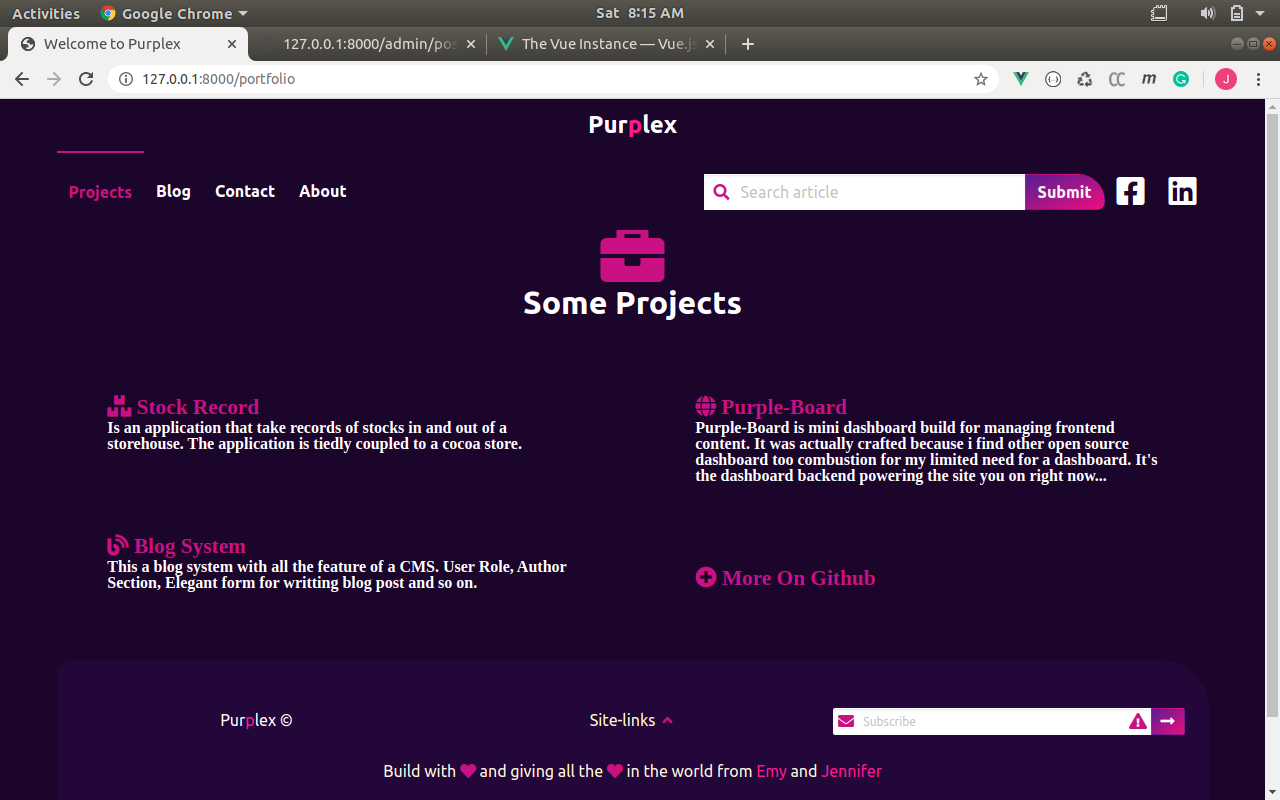 Activities Google Chrome Sat 8:15 AM
Welcome to Purplex 127.0.0.1:8000/admin/pos The Vue Instance — Vue.js
127.0.0.1:8000/portfolio m J
Purplex
Projects Blog Contact About Search article Submit
Some Projects
Stock Record
Is an application that take records of stocks in and out of a
storehouse. The application is tiedly coupled to a cocoa store.
Purple-Board
Purple-Board is mini dashboard build for managing frontend
content. It was actually crafted because i find other open source
dashboard too combustion for my limited need for a dashboard. It's
the dashboard backend powering the site you on right now...
Blog System
This a blog system with all the feature of a CMS. User Role, Author
Section, Elegant form for writting blog post and so on.
More On Github
Purplex © Site-links Subscribe
Build with and giving all the in the world from Emy and Jennifer